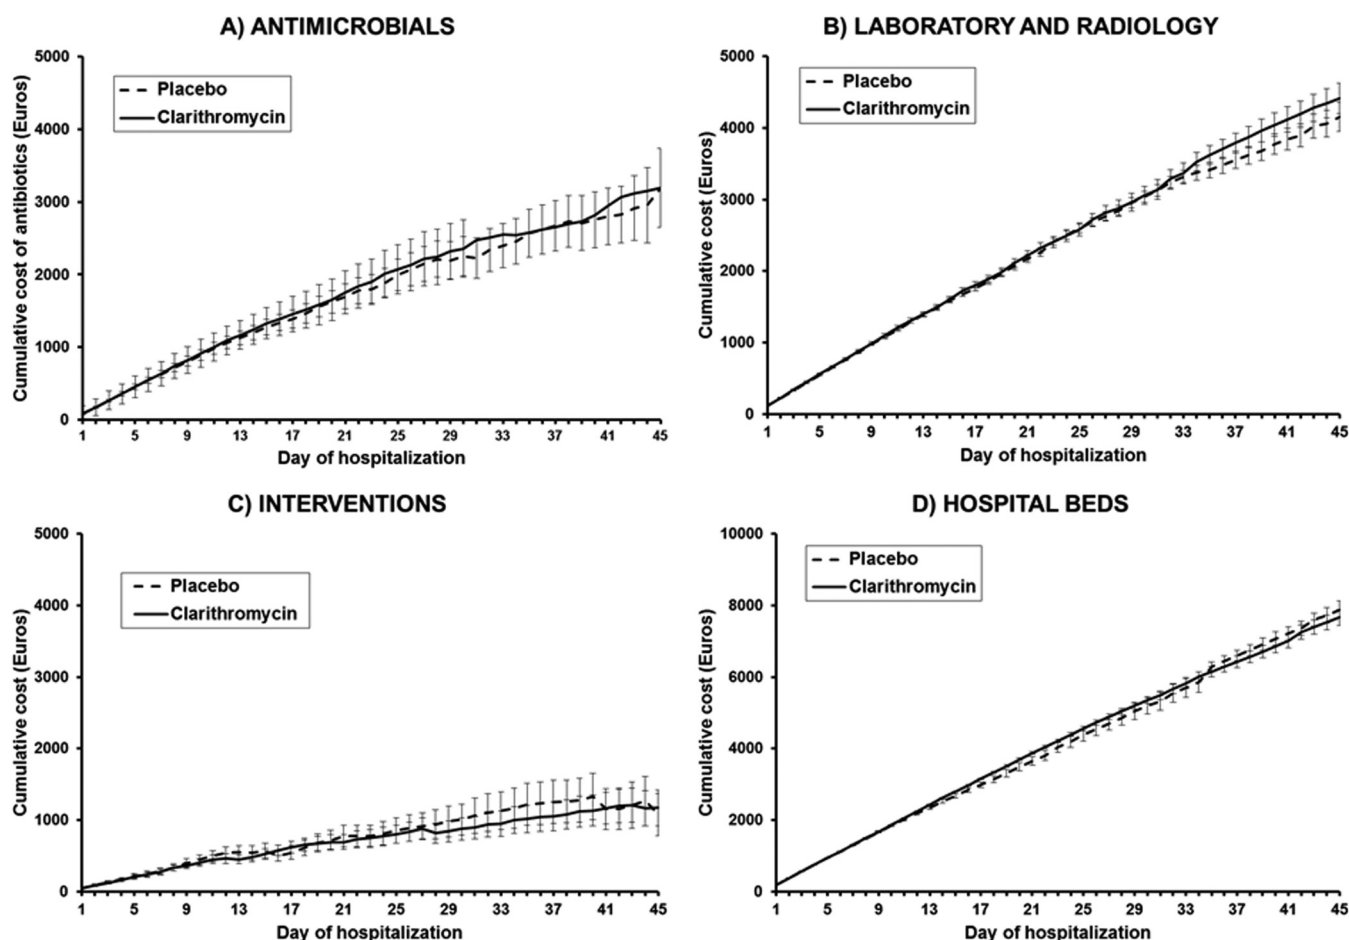 A) ANTIMICROBIALS
Cumulative cost of antibiotics (Euros)
5000
4000
3000
2000
1000
0
Placebo
Clarithromycin
1 5 9 13 17 21 25 29 33 37 41 45
Day of hospitalization
B) LABORATORY AND RADIOLOGY
Cumulative cost (Euros)
5000
4000
3000
2000
1000
0
Placebo
Clarithromycin
1 5 9 13 17 21 25 29 33 37 41 45
Day of hospitalization
C) INTERVENTIONS
Cumulative cost (Euros)
5000
4000
3000
2000
1000
0
Placebo
Clarithromycin
1 5 9 13 17 21 25 29 33 37 41 45
Day of hospitalization
D) HOSPITAL BEDS
Cumulative cost (Euros)
10000
8000
6000
4000
2000
0
Placebo
Clarithromycin
1 5 9 13 17 21 25 29 33 37 41 45
Day of hospitalization